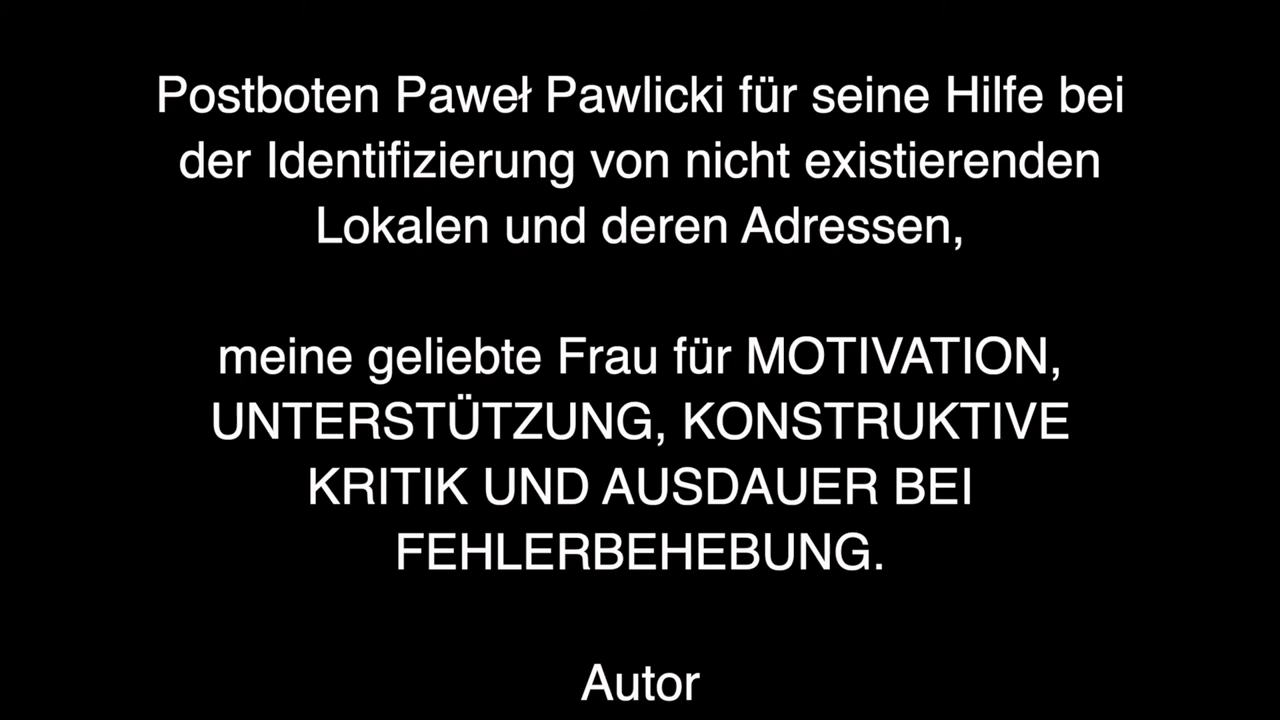 Postboten Paweł Pawlicki für seine Hilfe bei
der Identifizierung von nicht existierenden
Lokalen und deren Adressen,
meine geliebte Frau für MOTIVATION,
UNTERSTÜTZUNG, KONSTRUKTIVE
KRITIK UND AUSDAUER BEI
FEHLERBEHEBUNG.
Autor